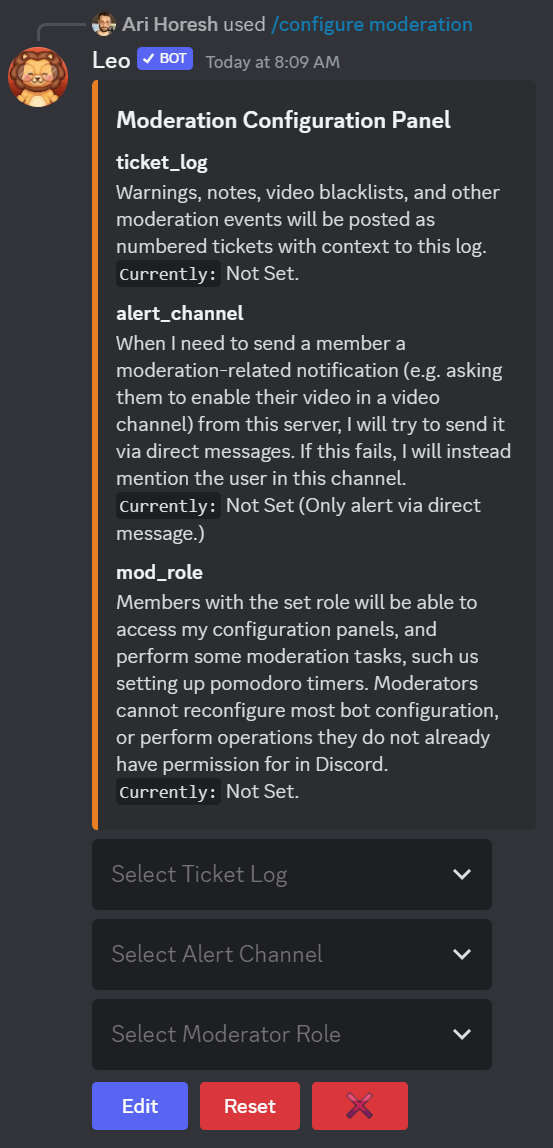 Ari Horesh used /configure moderation
Leo BOT Today at 8:09 AM
Moderation Configuration Panel
ticket_log
Warnings, notes, video blacklists, and other
moderation events will be posted as
numbered tickets with context to this log.
Currently: Not Set.
alert_channel
When I need to send a member a
moderation-related notification (e.g. asking
them to enable their video in a video
channel) from this server, I will try to send it
via direct messages. If this fails, I will instead
mention the user in this channel.
Currently: Not Set (Only alert via direct
message.)
mod_role
Members with the set role will be able to
access my configuration panels, and
perform some moderation tasks, such us
setting up pomodoro timers. Moderators
cannot reconfigure most bot configuration,
or perform operations they do not already
have permission for in Discord.
Currently: Not Set.
Select Ticket Log
Select Alert Channel
Select Moderator Role
Edit Reset